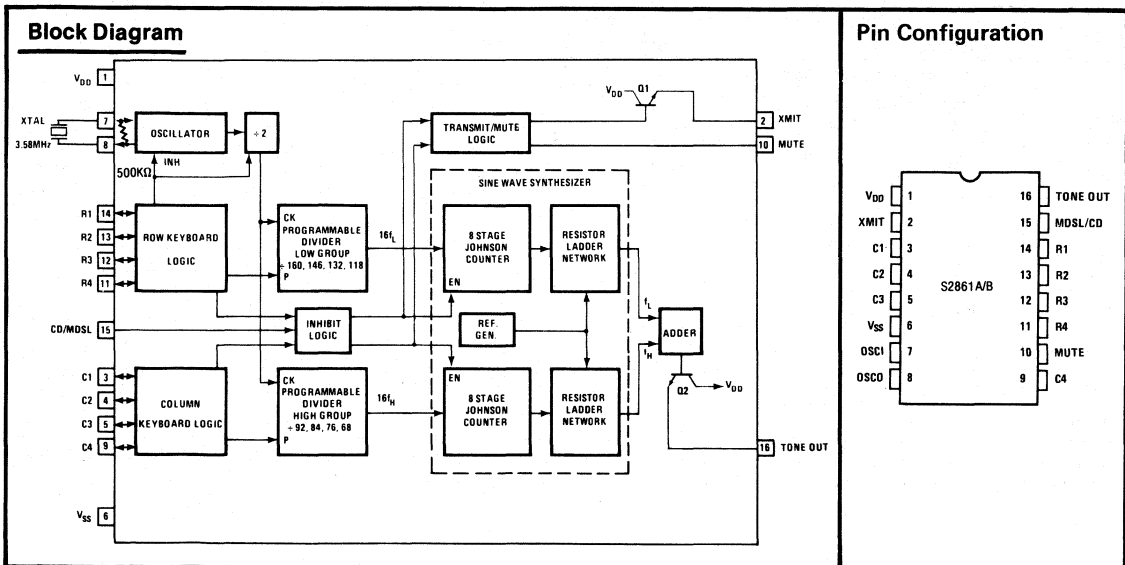 Block Diagram
VDD 1
XTAL
7
3.58MHz
8
OSCILLATOR
÷ 2
INH
500KΩ
R1 14
R2 13
R3 12
R4 11
ROW KEYBOARD
LOGIC
CK
PROGRAMMABLE
DIVIDER
LOW GROUP
÷ 160, 146, 132, 118
P
16fL
CD/MDSL 15
INHIBIT
LOGIC
C1 3
C2 4
C3 5
C4 9
COLUMN
KEYBOARD LOGIC
CK
PROGRAMMABLE
DIVIDER
HIGH GROUP
÷ 92, 84, 76, 68
P
16fH
VSS 6
TRANSMIT/MUTE
LOGIC
VDD
Q1
2 XMIT
10 MUTE
SINE WAVE SYNTHESIZER
8 STAGE
JOHNSON
COUNTER
EN
RESISTOR
LADDER
NETWORK
REF.
GEN.
EN
8 STAGE
JOHNSON
COUNTER
RESISTOR
LADDER
NETWORK
fL
ADDER
fH
Q2
VDD
16 TONE OUT
Pin Configuration
VDD 1
XMIT 2
C1 3
C2 4
C3 5
VSS 6
OSCI 7
OSCO 8
S2861A/B
16 TONE OUT
15 MDSL/CD
14 R1
13 R2
12 R3
11 R4
10 MUTE
9 C4